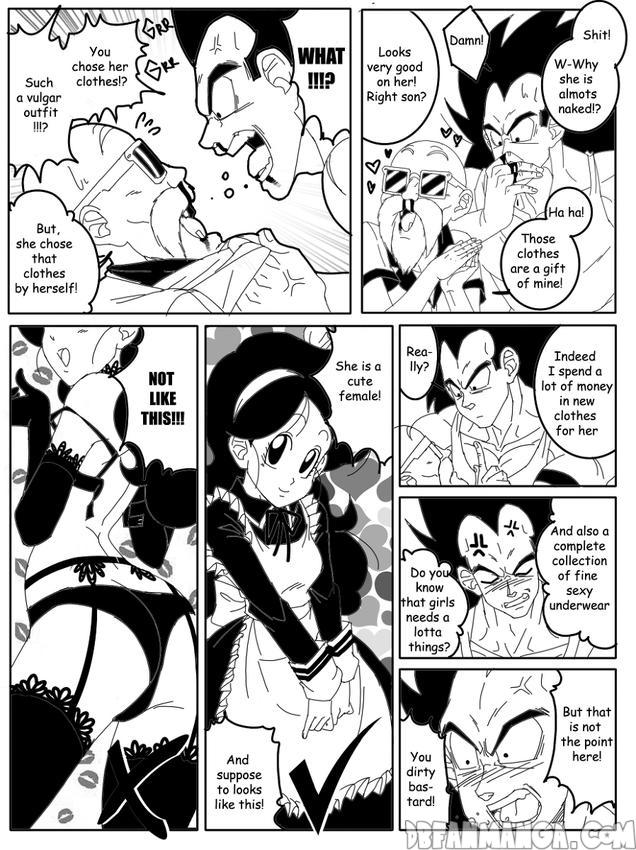 Shit!
W-Why
she is
almots
naked!?
Damn!
Looks
very good
on her!
Right son?
Ha ha!
Those
clothes
are a gift
of mine!
WHAT
!!!?
GRR
GRR
You
chose her
clothes!?
Such
a vulgar
outfit
!!!?
But,
she chose
that
clothes
by herself!
Indeed
I spend a
lot of money
in new
clothes
for her
Rea-
lly?
And also a
complete
collection
of fine
sexy
underwear
Do you
know
that girls
needs a
lotta
things?
But that
is not
the point
here!
You
dirty
bas-
tard!
She is a
cute
female!
And
suppose
to looks
like this!
NOT
LIKE
THIS!!!
DBFANMANGA.COM